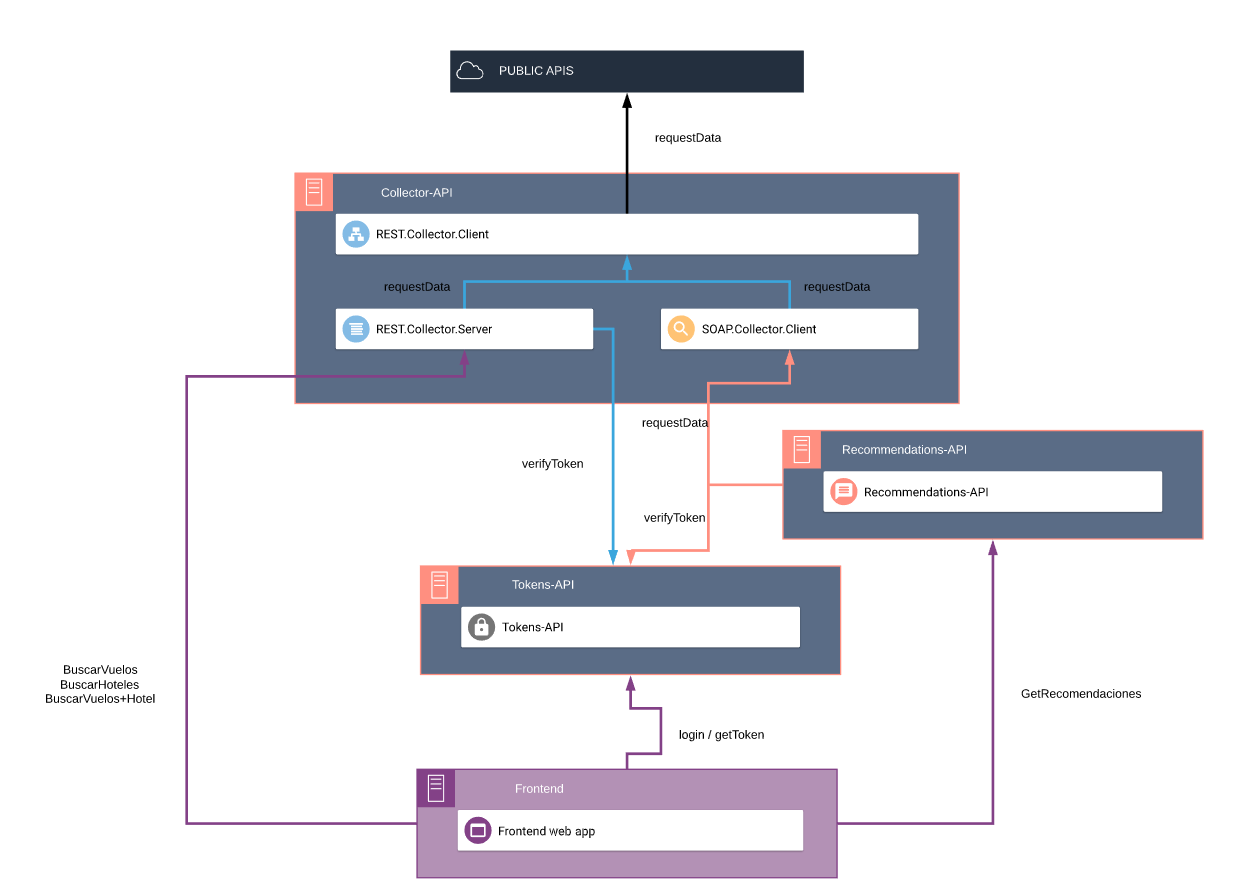 PUBLIC APIS
requestData
Collector-API
REST.Collector.Client
requestData
requestData
REST.Collector.Server
SOAP.Collector.Client
requestData
Recommendations-API
verifyToken
Recommendations-API
verifyToken
Tokens-API
Tokens-API
BuscarVuelos
BuscarHoteles
BuscarVuelos+Hotel
GetRecomendaciones
login / getToken
Frontend
Frontend web app